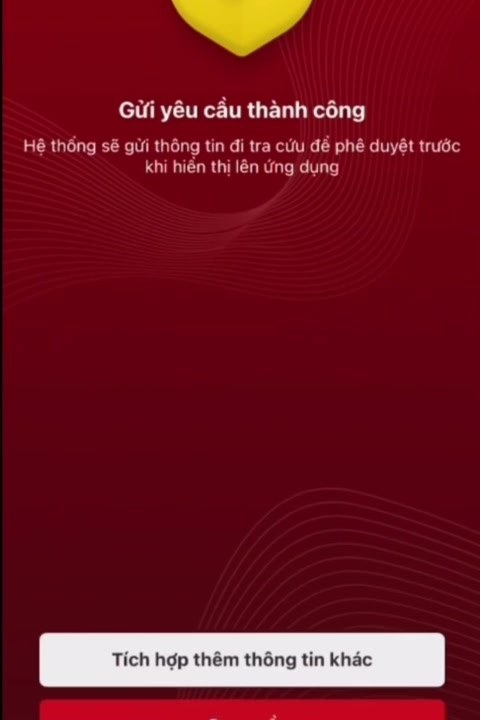 Gửi yêu cầu thành công
Hệ thống sẽ gửi thông tin đi tra cứu để phê duyệt trước
khi hiển thị lên ứng dụng
Tích hợp thêm thông tin khác